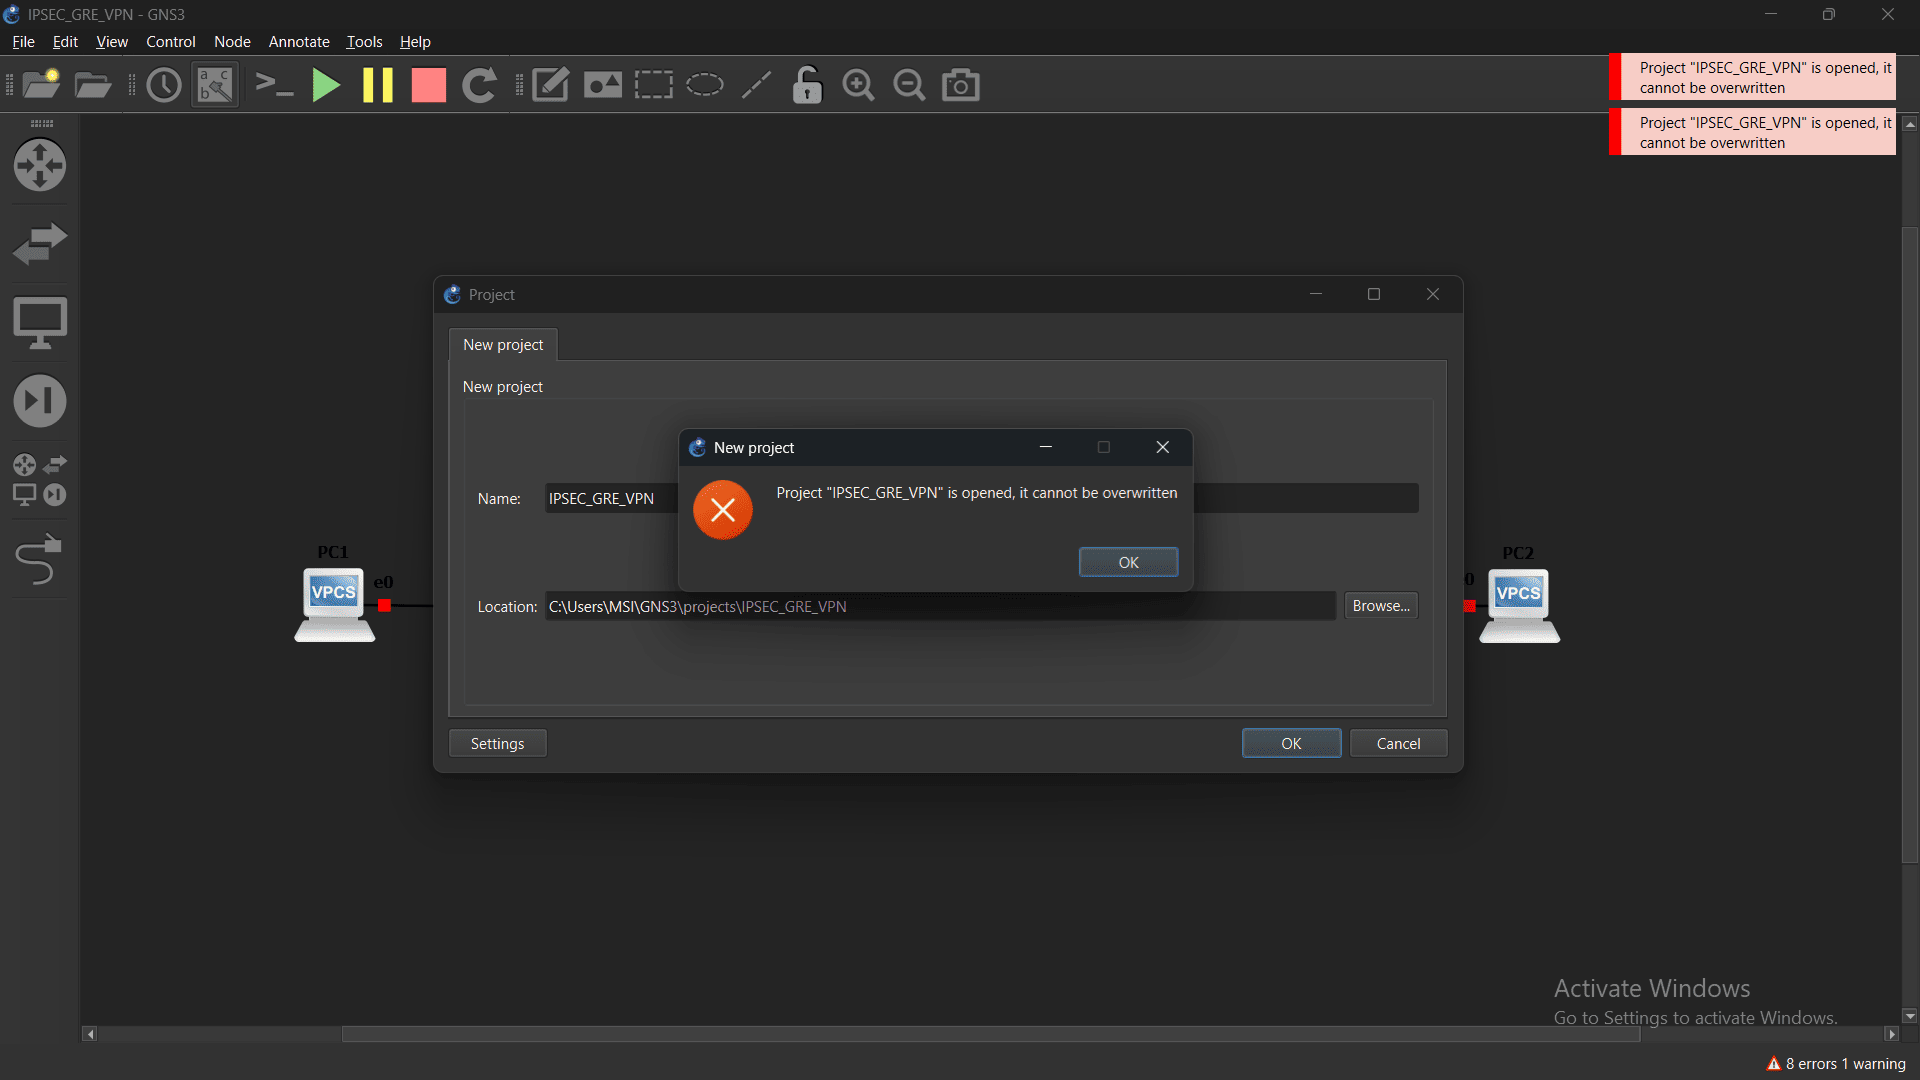 IPSEC_GRE_VPN - GNS3
File Edit View Control Node Annotate Tools Help
a c
b
Project "IPSEC_GRE_VPN" is opened, it
cannot be overwritten
Project "IPSEC_GRE_VPN" is opened, it
cannot be overwritten
Project
New project
New project
New project
Project "IPSEC_GRE_VPN" is opened, it cannot be overwritten
OK
Name: IPSEC_GRE_VPN
Location: C:\Users\MSI\GNS3\projects\IPSEC_GRE_VPN Browse...
Settings OK Cancel
PC1
VPCS
e0
PC2
0
VPCS
Activate Windows
Go to Settings to activate Windows.
8 errors 1 warning